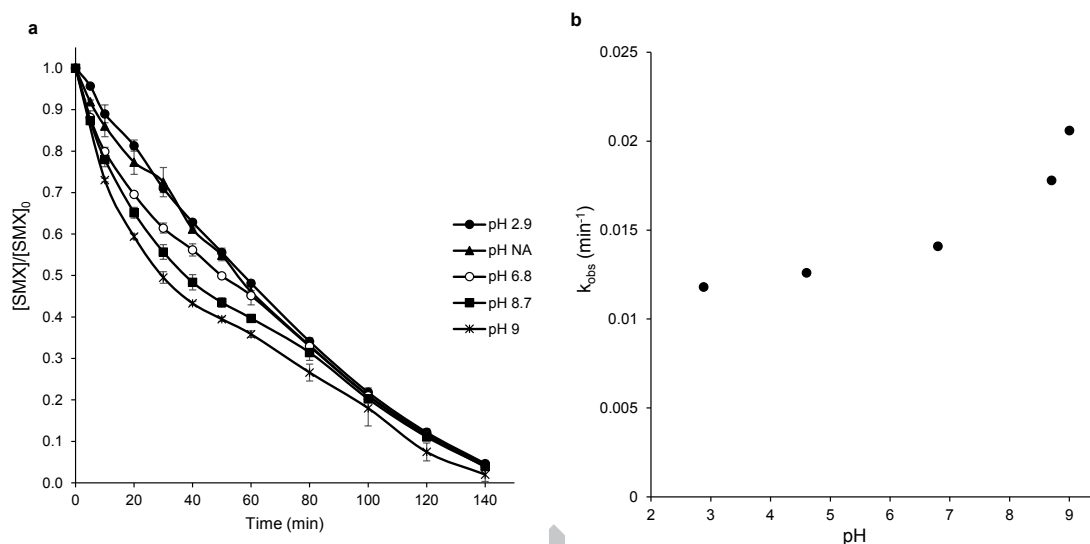 a
1.0
0.9
0.8
0.7
0.6
0.5
0.4
0.3
0.2
0.1
0.0
[SMX]/[SMX]₀
0 20 40 60 80 100 120 140
Time (min)
pH 2.9
pH NA
pH 6.8
pH 8.7
pH 9
b
0.025
0.02
0.015
0.01
0.005
0
k_obs (min⁻¹)
2 3 4 5 6 7 8 9
pH